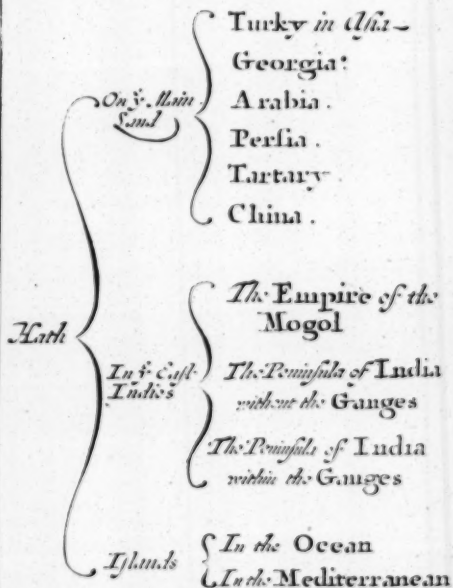 Turky in Asia
Georgia
Arabia.
Persia.
Tartary
China.
On yͤ Main
Land
Hath
The Empire of the
Mogol
In yͤ East
Indies
The Peninsula of India
without the Ganges
The Peninsula of India
within the Ganges
Islands
In the Ocean
In the Mediterranean